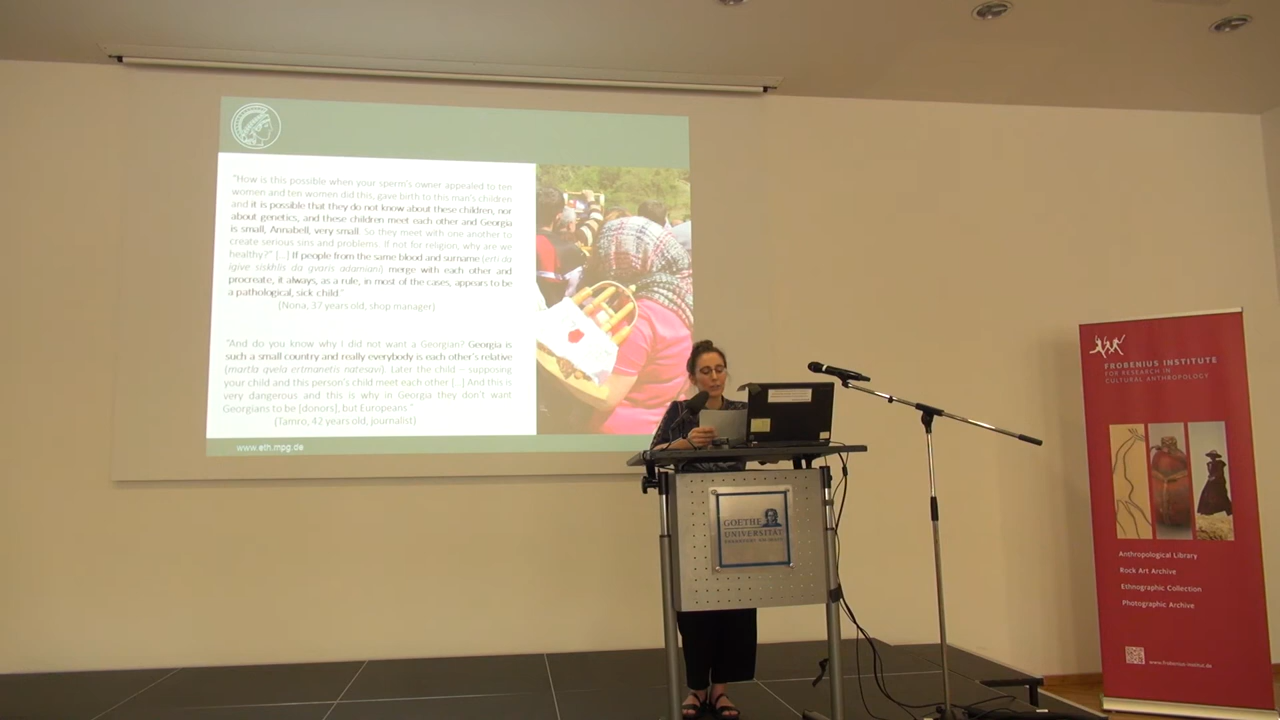 "How is this possible when your sperm's owner appealed to ten
women and ten women did this, gave birth to this man's children
and it is possible that they do not know about these children, nor
about genetics, and these children meet each other and Georgia
is small, Annabell, very small. So they meet with one another to
create serious sins and problems. If not for religion, why are we
healthy?" [...] If people from the same blood and surname (erti da
igive siskhlis da gvaris adamiani) merge with each other and
procreate, it always, as a rule, in most of the cases, appears to be
a pathological, sick child."
(Nona, 37 years old, shop manager)
"And do you know why I did not want a Georgian? Georgia is
such a small country and really everybody is each other's relative
(martla qvela ertmanetis natesavi). Later the child – supposing
your child and this person's child meet each other [...] And this is
very dangerous and this is why in Georgia they don't want
Georgians to be [donors], but Europeans."
(Tamro, 42 years old, journalist)
www.eth.mpg.de
GOETHE
UNIVERSITÄT
FRANKFURT AM MAIN
FROBENIUS INSTITUTE
FOR RESEARCH IN
CULTURAL ANTHROPOLOGY
Anthropological Library
Rock Art Archive
Ethnographic Collection
Photographic Archive
www.frobenius-institut.de